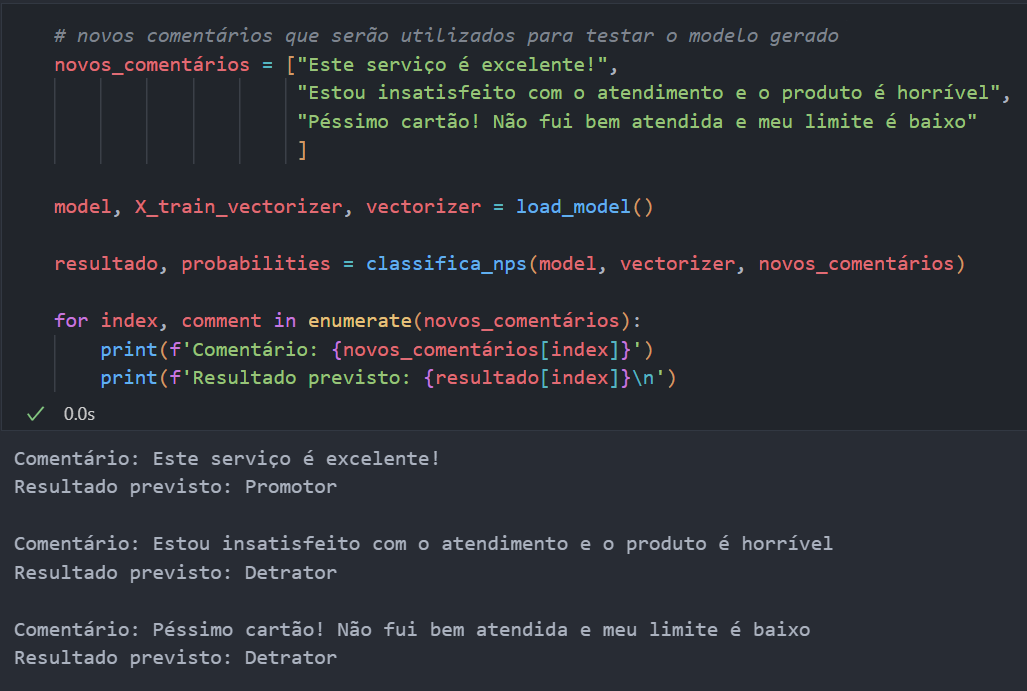 # novos comentários que serão utilizados para testar o modelo gerado
novos_comentários = ["Este serviço é excelente!",
"Estou insatisfeito com o atendimento e o produto é horrível",
"Péssimo cartão! Não fui bem atendida e meu limite é baixo"
]
model, X_train_vectorizer, vectorizer = load_model()
resultado, probabilities = classifica_nps(model, vectorizer, novos_comentários)
for index, comment in enumerate(novos_comentários):
print(f'Comentário: {novos_comentários[index]}')
print(f'Resultado previsto: {resultado[index]}\n')
✓ 0.0s
Comentário: Este serviço é excelente!
Resultado previsto: Promotor
Comentário: Estou insatisfeito com o atendimento e o produto é horrível
Resultado previsto: Detrator
Comentário: Péssimo cartão! Não fui bem atendida e meu limite é baixo
Resultado previsto: Detrator